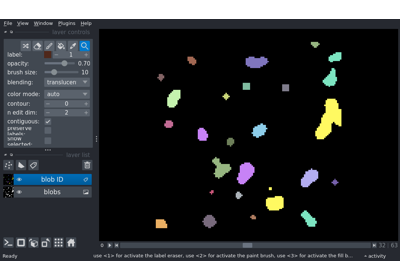 File View Window Plugins Help
layer controls
label: 1
opacity: 0.70
brush size: 10
blending: translucen
color mode: auto
contour: 0
n edit dim: 2
contiguous:
preserve labels:
show selected:
layer list
blob ID
blobs
32 63
Ready use <1> for activate the label eraser, use <2> for activate the paint brush, use <3> for activate the fill b... activity